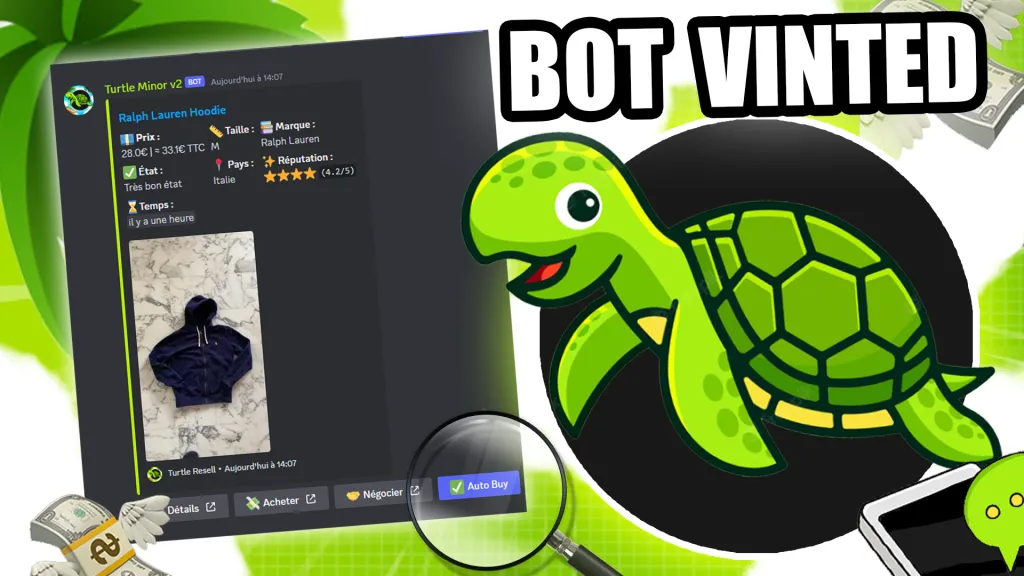 BOT VINTED
Turtle Minor v2 BOT Aujourd'hui à 14:07
Ralph Lauren Hoodie
Prix :
28.0€ | ≈ 33.1€ TTC
Taille :
M
Marque :
Ralph Lauren
État :
Très bon état
Pays :
Italie
Réputation :
(4.2/5)
Temps :
il y a une heure
Turtle Resell • Aujourd'hui à 14:07
Détails
Acheter
Négocier
Auto Buy